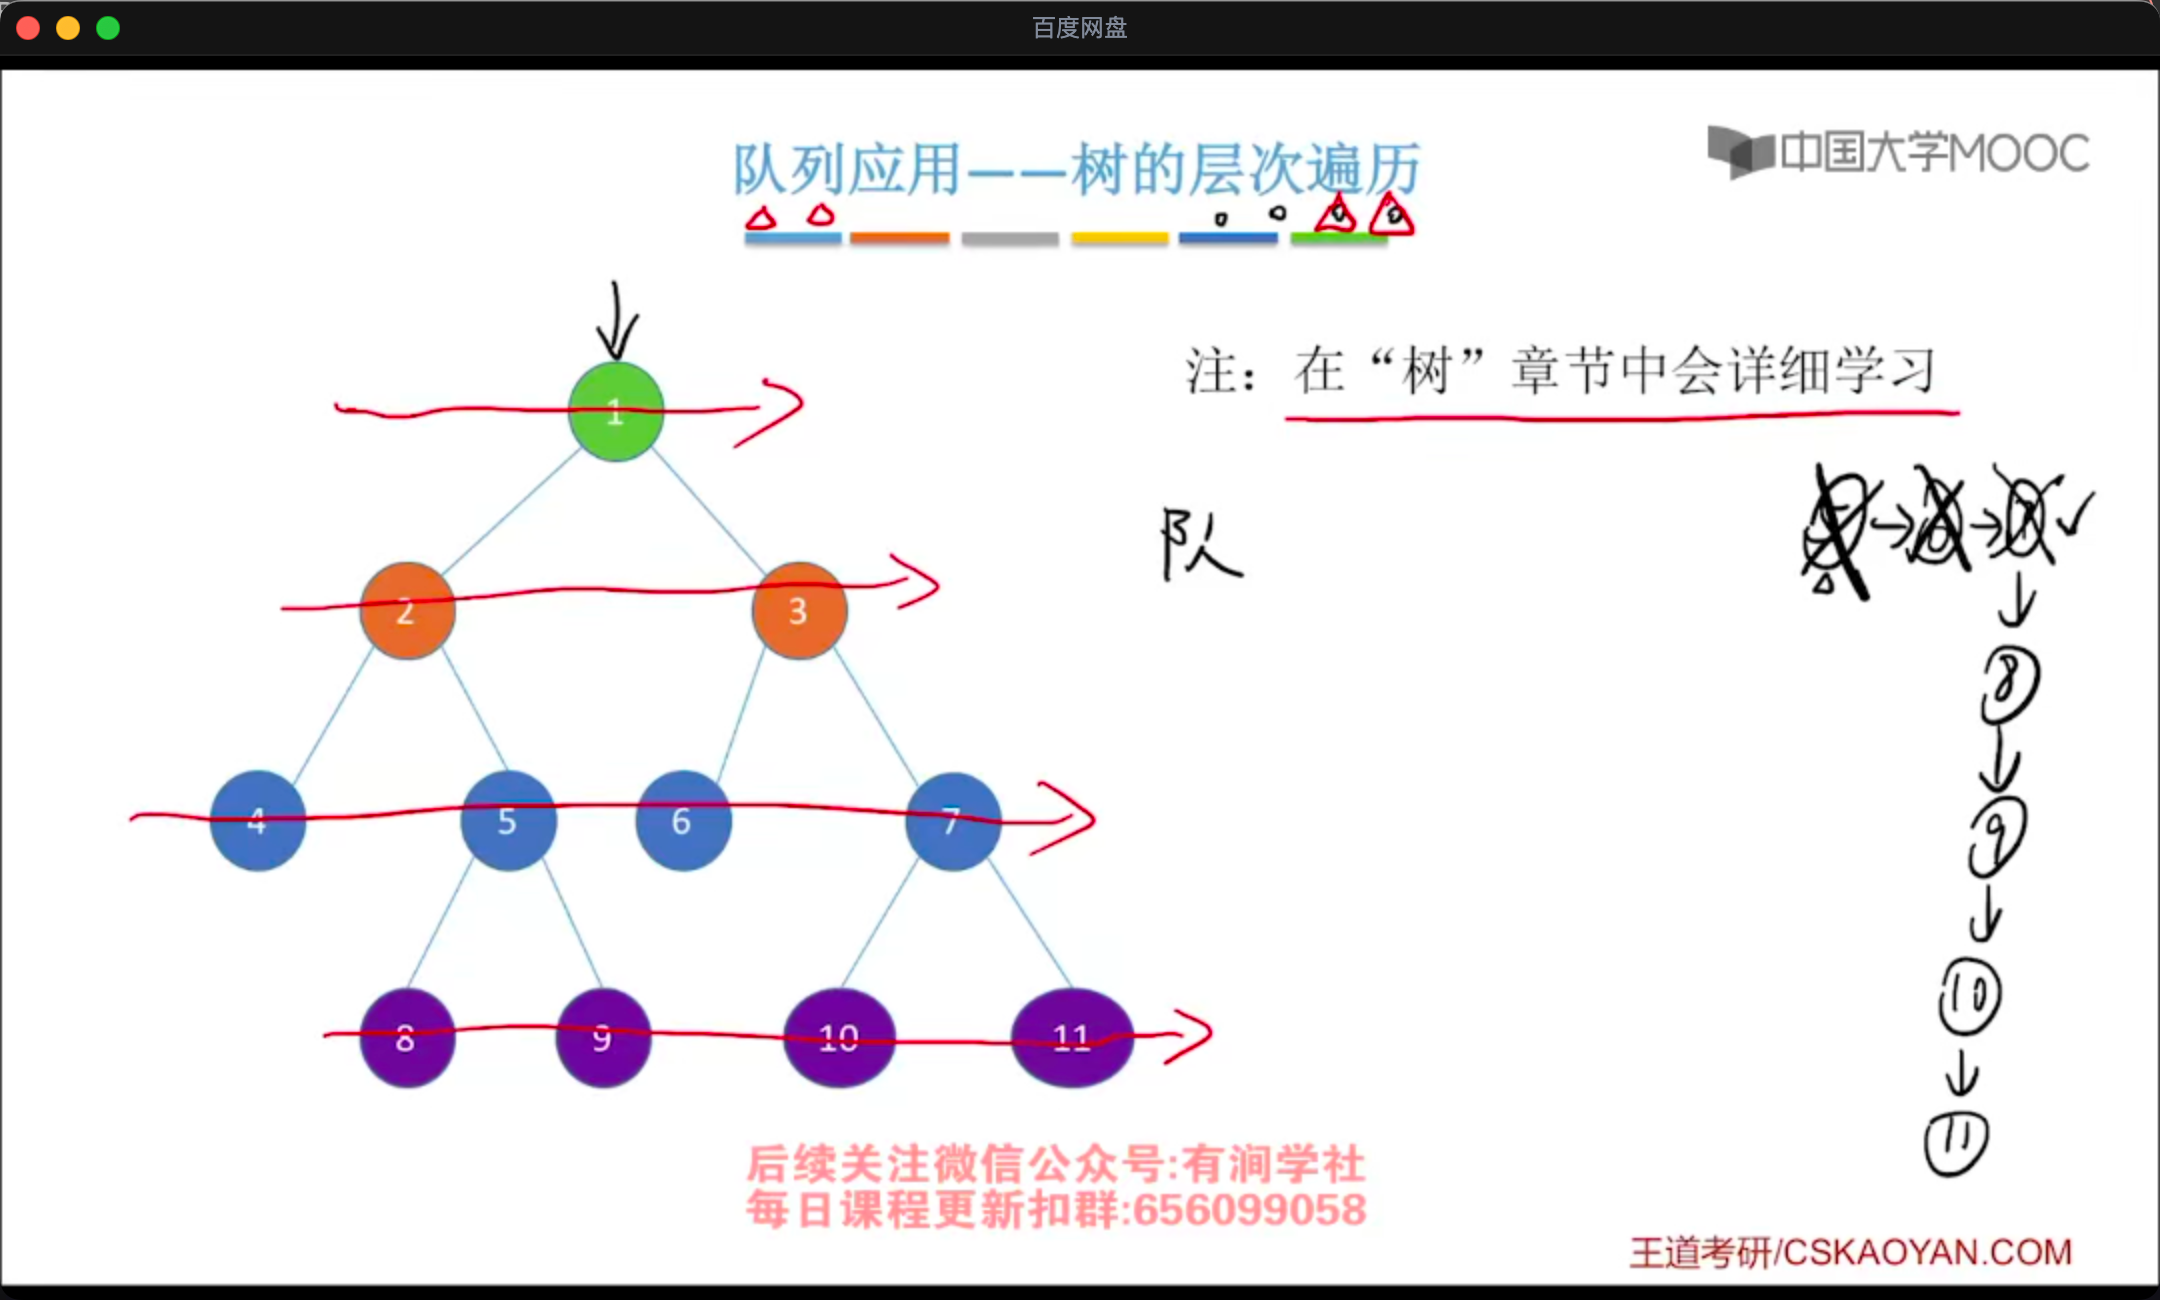 百度网盘
队列应用——树的层次遍历
中国大学MOOC
注：在“树”章节中会详细学习
1
队
2 3
8
4 5 6 7
9
8 9 10 11
10
11
后续关注微信公众号:有涧学社
每日课程更新扣群:656099058
王道考研/CSKAOYAN.COM